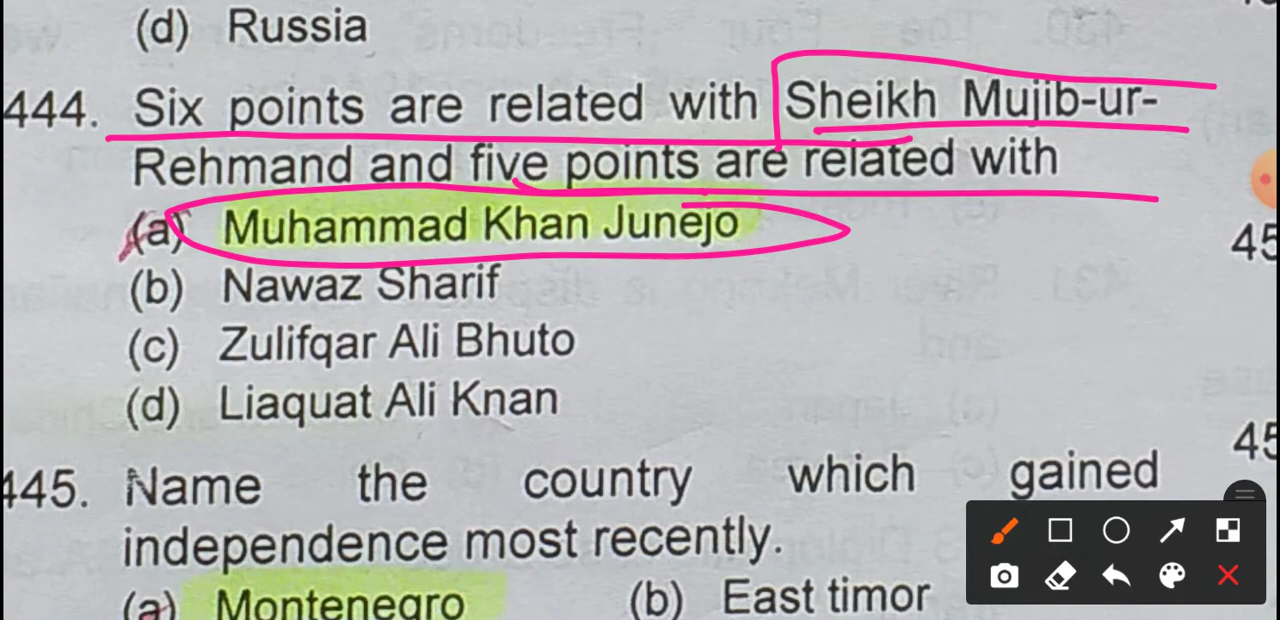 (d) Russia
444. Six points are related with Sheikh Mujib-ur-
Rehmand and five points are related with
(a) Muhammad Khan Junejo
(b) Nawaz Sharif
(c) Zulifqar Ali Bhuto
(d) Liaquat Ali Knan
45
445. Name the country which gained
independence most recently.
(a) Montenegro (b) East timor
45